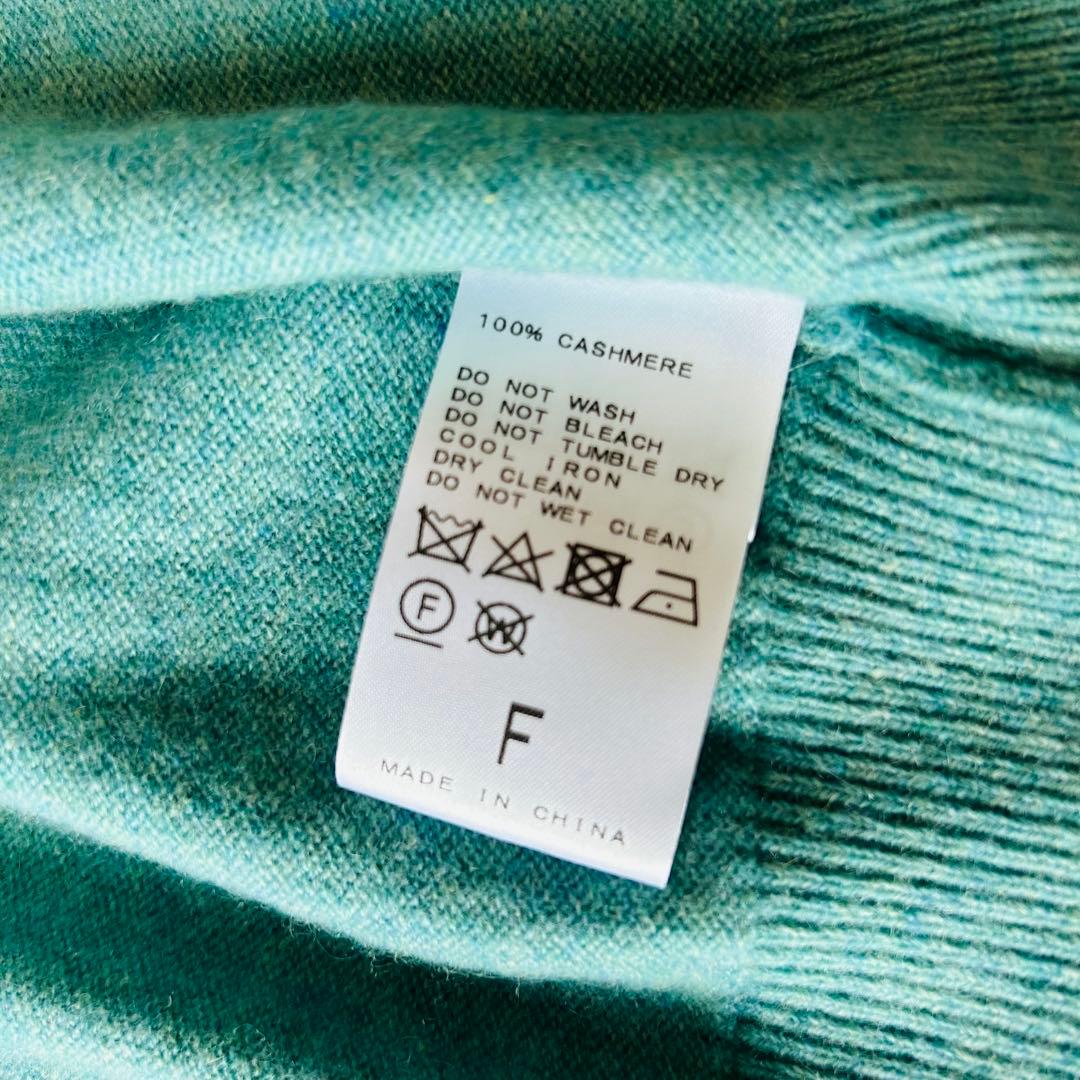 100% CASHMERE
DO NOT WASH
DO NOT BLEACH
DO NOT TUMBLE DRY
COOL IRON
DRY CLEAN
DO NOT WET CLEAN
F W
F
MADE IN CHINA